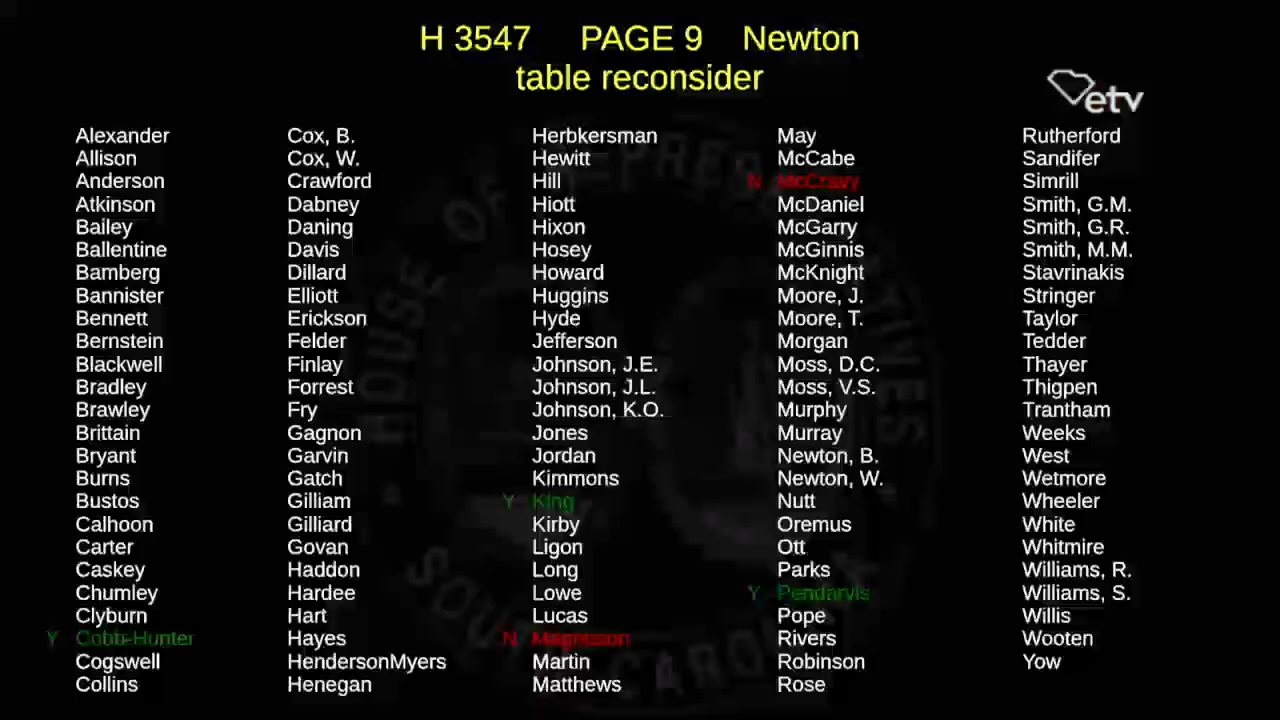 H 3547 PAGE 9 Newton
table reconsider
etv
Alexander
Allison
Anderson
Atkinson
Bailey
Ballentine
Bamberg
Bannister
Bennett
Bernstein
Blackwell
Bradley
Brawley
Brittain
Bryant
Burns
Bustos
Calhoon
Carter
Caskey
Chumley
Clyburn
Y Cobb-Hunter
Cogswell
Collins
Cox, B.
Cox, W.
Crawford
Dabney
Daning
Davis
Dillard
Elliott
Erickson
Felder
Finlay
Forrest
Fry
Gagnon
Garvin
Gatch
Gilliam
Gilliard
Govan
Haddon
Hardee
Hart
Hayes
HendersonMyers
Henegan
Herbkersman
Hewitt
Hill
Hiott
Hixon
Hosey
Howard
Huggins
Hyde
Jefferson
Johnson, J.E.
Johnson, J.L.
Johnson, K.O.
Jones
Jordan
Kimmons
Y King
Kirby
Ligon
Long
Lowe
Lucas
N Magnuson
Martin
Matthews
May
McCabe
N McCravy
McDaniel
McGarry
McGinnis
McKnight
Moore, J.
Moore, T.
Morgan
Moss, D.C.
Moss, V.S.
Murphy
Murray
Newton, B.
Newton, W.
Nutt
Oremus
Ott
Parks
Y Pendarvis
Pope
Rivers
Robinson
Rose
Rutherford
Sandifer
Simrill
Smith, G.M.
Smith, G.R.
Smith, M.M.
Stavrinakis
Stringer
Taylor
Tedder
Thayer
Thigpen
Trantham
Weeks
West
Wetmore
Wheeler
White
Whitmire
Williams, R.
Williams, S.
Willis
Wooten
Yow
HOUSE OF REPRES
ATIVES
SOU
CAROL